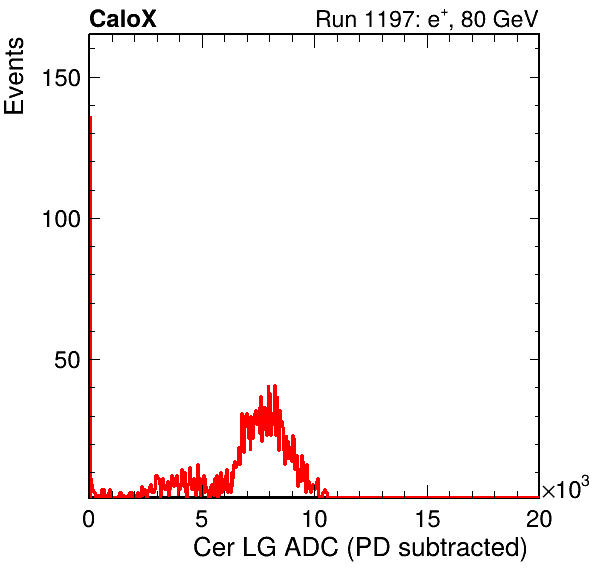 CaloX Run 1197: e⁺, 80 GeV
Events
150
100
50
0 5 10 15 20 ×10³
Cer LG ADC (PD subtracted)